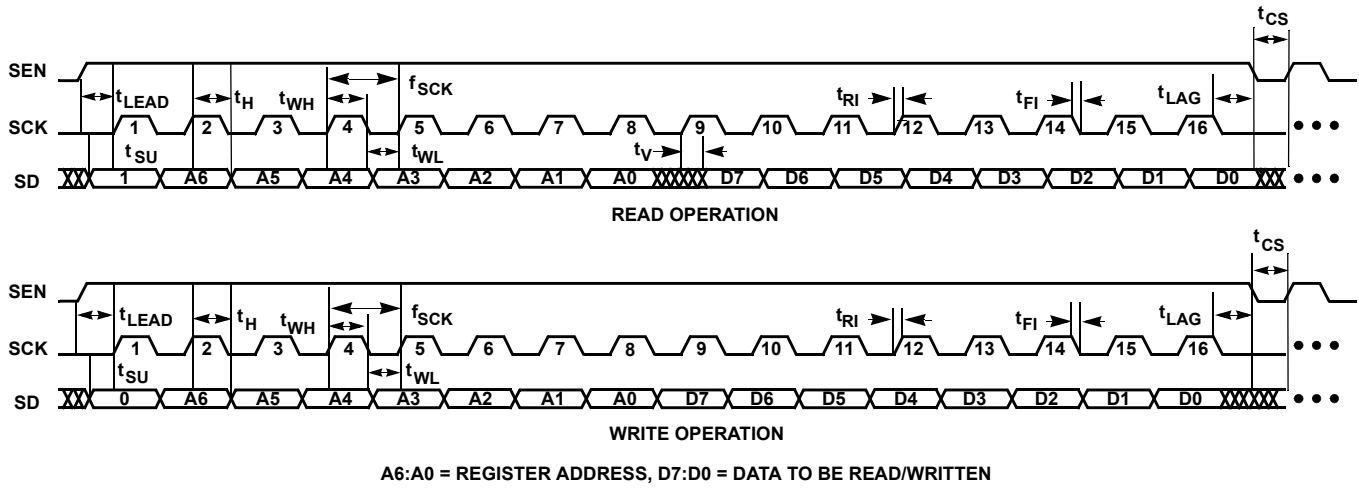 tCS
SEN
tLEAD tH tWH fSCK tRI tFI tLAG
SCK 1 2 3 4 5 6 7 8 9 10 11 12 13 14 15 16
tSU tWL tV
SD 1 A6 A5 A4 A3 A2 A1 A0 D7 D6 D5 D4 D3 D2 D1 D0
READ OPERATION
tCS
SEN
tLEAD tH tWH fSCK tRI tFI tLAG
SCK 1 2 3 4 5 6 7 8 9 10 11 12 13 14 15 16
tSU tWL
SD 0 A6 A5 A4 A3 A2 A1 A0 D7 D6 D5 D4 D3 D2 D1 D0
WRITE OPERATION
A6:A0 = REGISTER ADDRESS, D7:D0 = DATA TO BE READ/WRITTEN